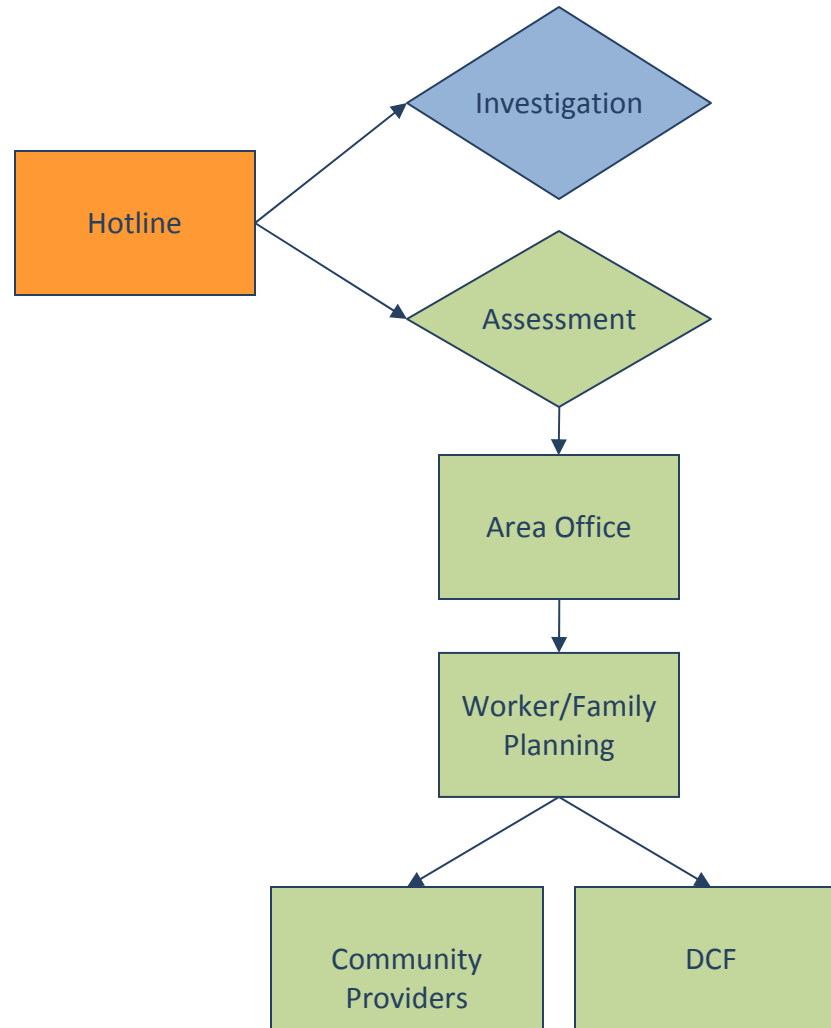 Investigation
Hotline
Assessment
Area Office
Worker/Family
Planning
Community
Providers
DCF